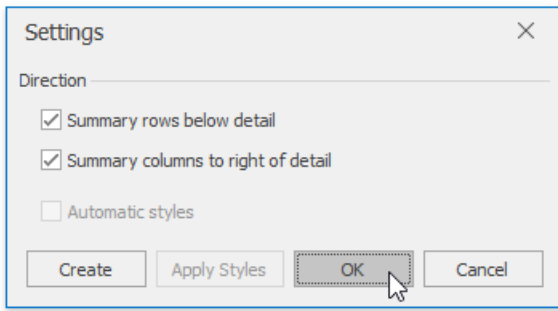 Settings
Direction
Summary rows below detail
Summary columns to right of detail
Automatic styles
Create Apply Styles OK Cancel